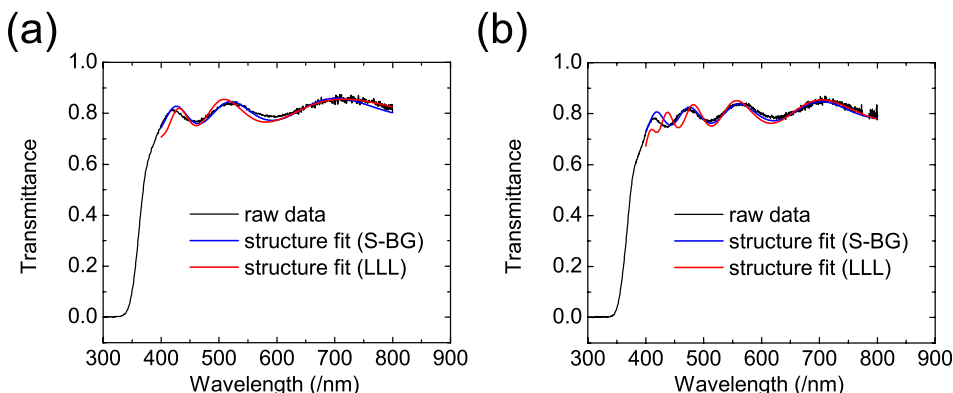 (a)
1.0
0.8
0.6
0.4
0.2
0.0
Transmittance
raw data
structure fit (S-BG)
structure fit (LLL)
300 400 500 600 700 800 900
Wavelength (/nm)
(b)
1.0
0.8
0.6
0.4
0.2
0.0
Transmittance
raw data
structure fit (S-BG)
structure fit (LLL)
300 400 500 600 700 800 900
Wavelength (/nm)